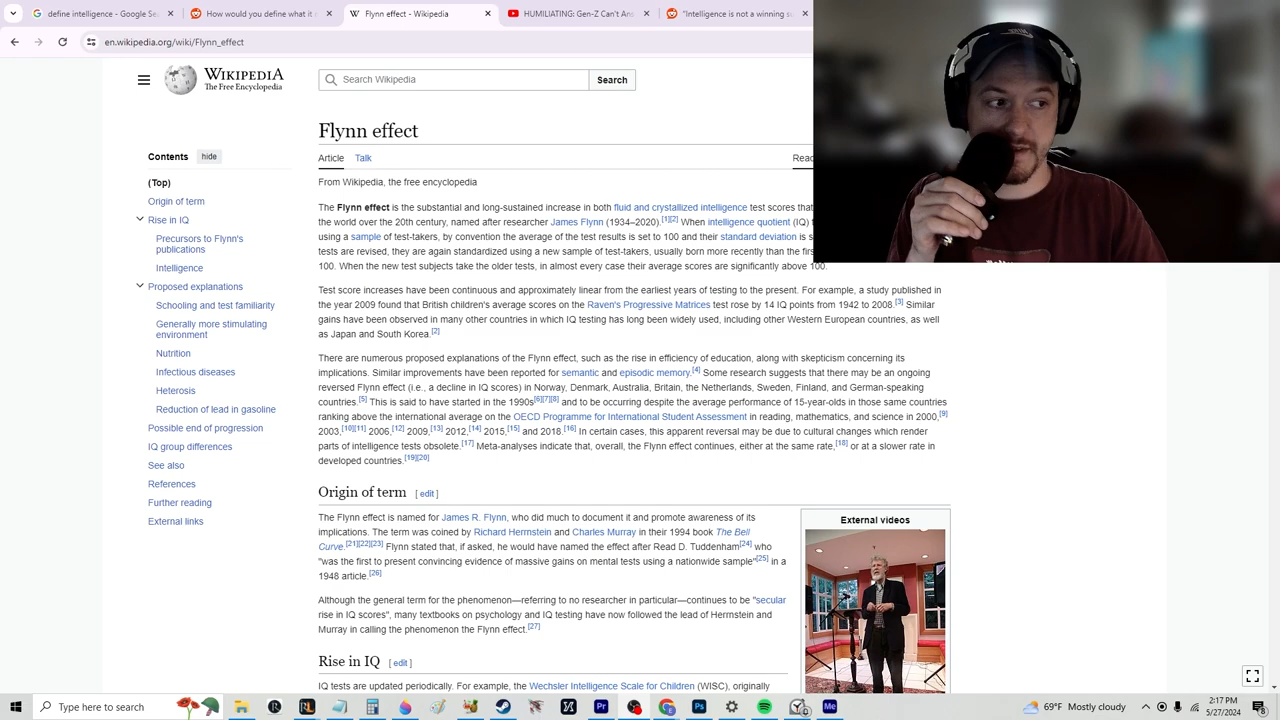 define intelligence - Google Se
Flynn effect - Wikipedia
HUMILIATING: Gen-Z Can't Ans
"Intelligence is not winning s
en.wikipedia.org/wiki/Flynn_effect
WIKIPEDIA
The Free Encyclopedia
Search Wikipedia
Search
Flynn effect
Contents
hide
(Top)
Origin of term
Rise in IQ
Precursors to Flynn's
publications
Intelligence
Proposed explanations
Schooling and test familiarity
Generally more stimulating
environment
Nutrition
Infectious diseases
Heterosis
Reduction of lead in gasoline
Possible end of progression
IQ group differences
See also
References
Further reading
External links
Article Talk
Read
From Wikipedia, the free encyclopedia
The Flynn effect is the substantial and long-sustained increase in both fluid and crystallized intelligence test scores that
the world over the 20th century, named after researcher James Flynn (1934–2020).[1][2] When intelligence quotient (IQ)
using a sample of test-takers, by convention the average of the test results is set to 100 and their standard deviation is s
tests are revised, they are again standardized using a new sample of test-takers, usually born more recently than the firs
100. When the new test subjects take the older tests, in almost every case their average scores are significantly above 100.
Test score increases have been continuous and approximately linear from the earliest years of testing to the present. For example, a study published in
the year 2009 found that British children's average scores on the Raven's Progressive Matrices test rose by 14 IQ points from 1942 to 2008.[3] Similar
gains have been observed in many other countries in which IQ testing has long been widely used, including other Western European countries, as well
as Japan and South Korea.[2]
There are numerous proposed explanations of the Flynn effect, such as the rise in efficiency of education, along with skepticism concerning its
implications. Similar improvements have been reported for semantic and episodic memory.[4] Some research suggests that there may be an ongoing
reversed Flynn effect (i.e., a decline in IQ scores) in Norway, Denmark, Australia, Britain, the Netherlands, Sweden, Finland, and German-speaking
countries.[5] This is said to have started in the 1990s[6][7][8] and to be occurring despite the average performance of 15-year-olds in those same countries
ranking above the international average on the OECD Programme for International Student Assessment in reading, mathematics, and science in 2000,[9]
2003,[10][11] 2006,[12] 2009,[13] 2012,[14] 2015,[15] and 2018.[16] In certain cases, this apparent reversal may be due to cultural changes which render
parts of intelligence tests obsolete.[17] Meta-analyses indicate that, overall, the Flynn effect continues, either at the same rate,[18] or at a slower rate in
developed countries.[19][20]
Origin of term [ edit ]
The Flynn effect is named for James R. Flynn, who did much to document it and promote awareness of its
implications. The term was coined by Richard Herrnstein and Charles Murray in their 1994 book The Bell
Curve.[21][22][23] Flynn stated that, if asked, he would have named the effect after Read D. Tuddenham[24] who
"was the first to present convincing evidence of massive gains on mental tests using a nationwide sample"[25] in a
1948 article.[26]
Although the general term for the phenomenon—referring to no researcher in particular—continues to be "secular
rise in IQ scores", many textbooks on psychology and IQ testing have now followed the lead of Herrnstein and
Murray in calling the phenomenon the Flynn effect.[27]
External videos
Rise in IQ [ edit ]
IQ tests are updated periodically. For example, the Wechsler Intelligence Scale for Children (WISC), originally
Type here to search
Pr
Ps
Me
69°F Mostly cloudy
2:17 PM
5/27/2024